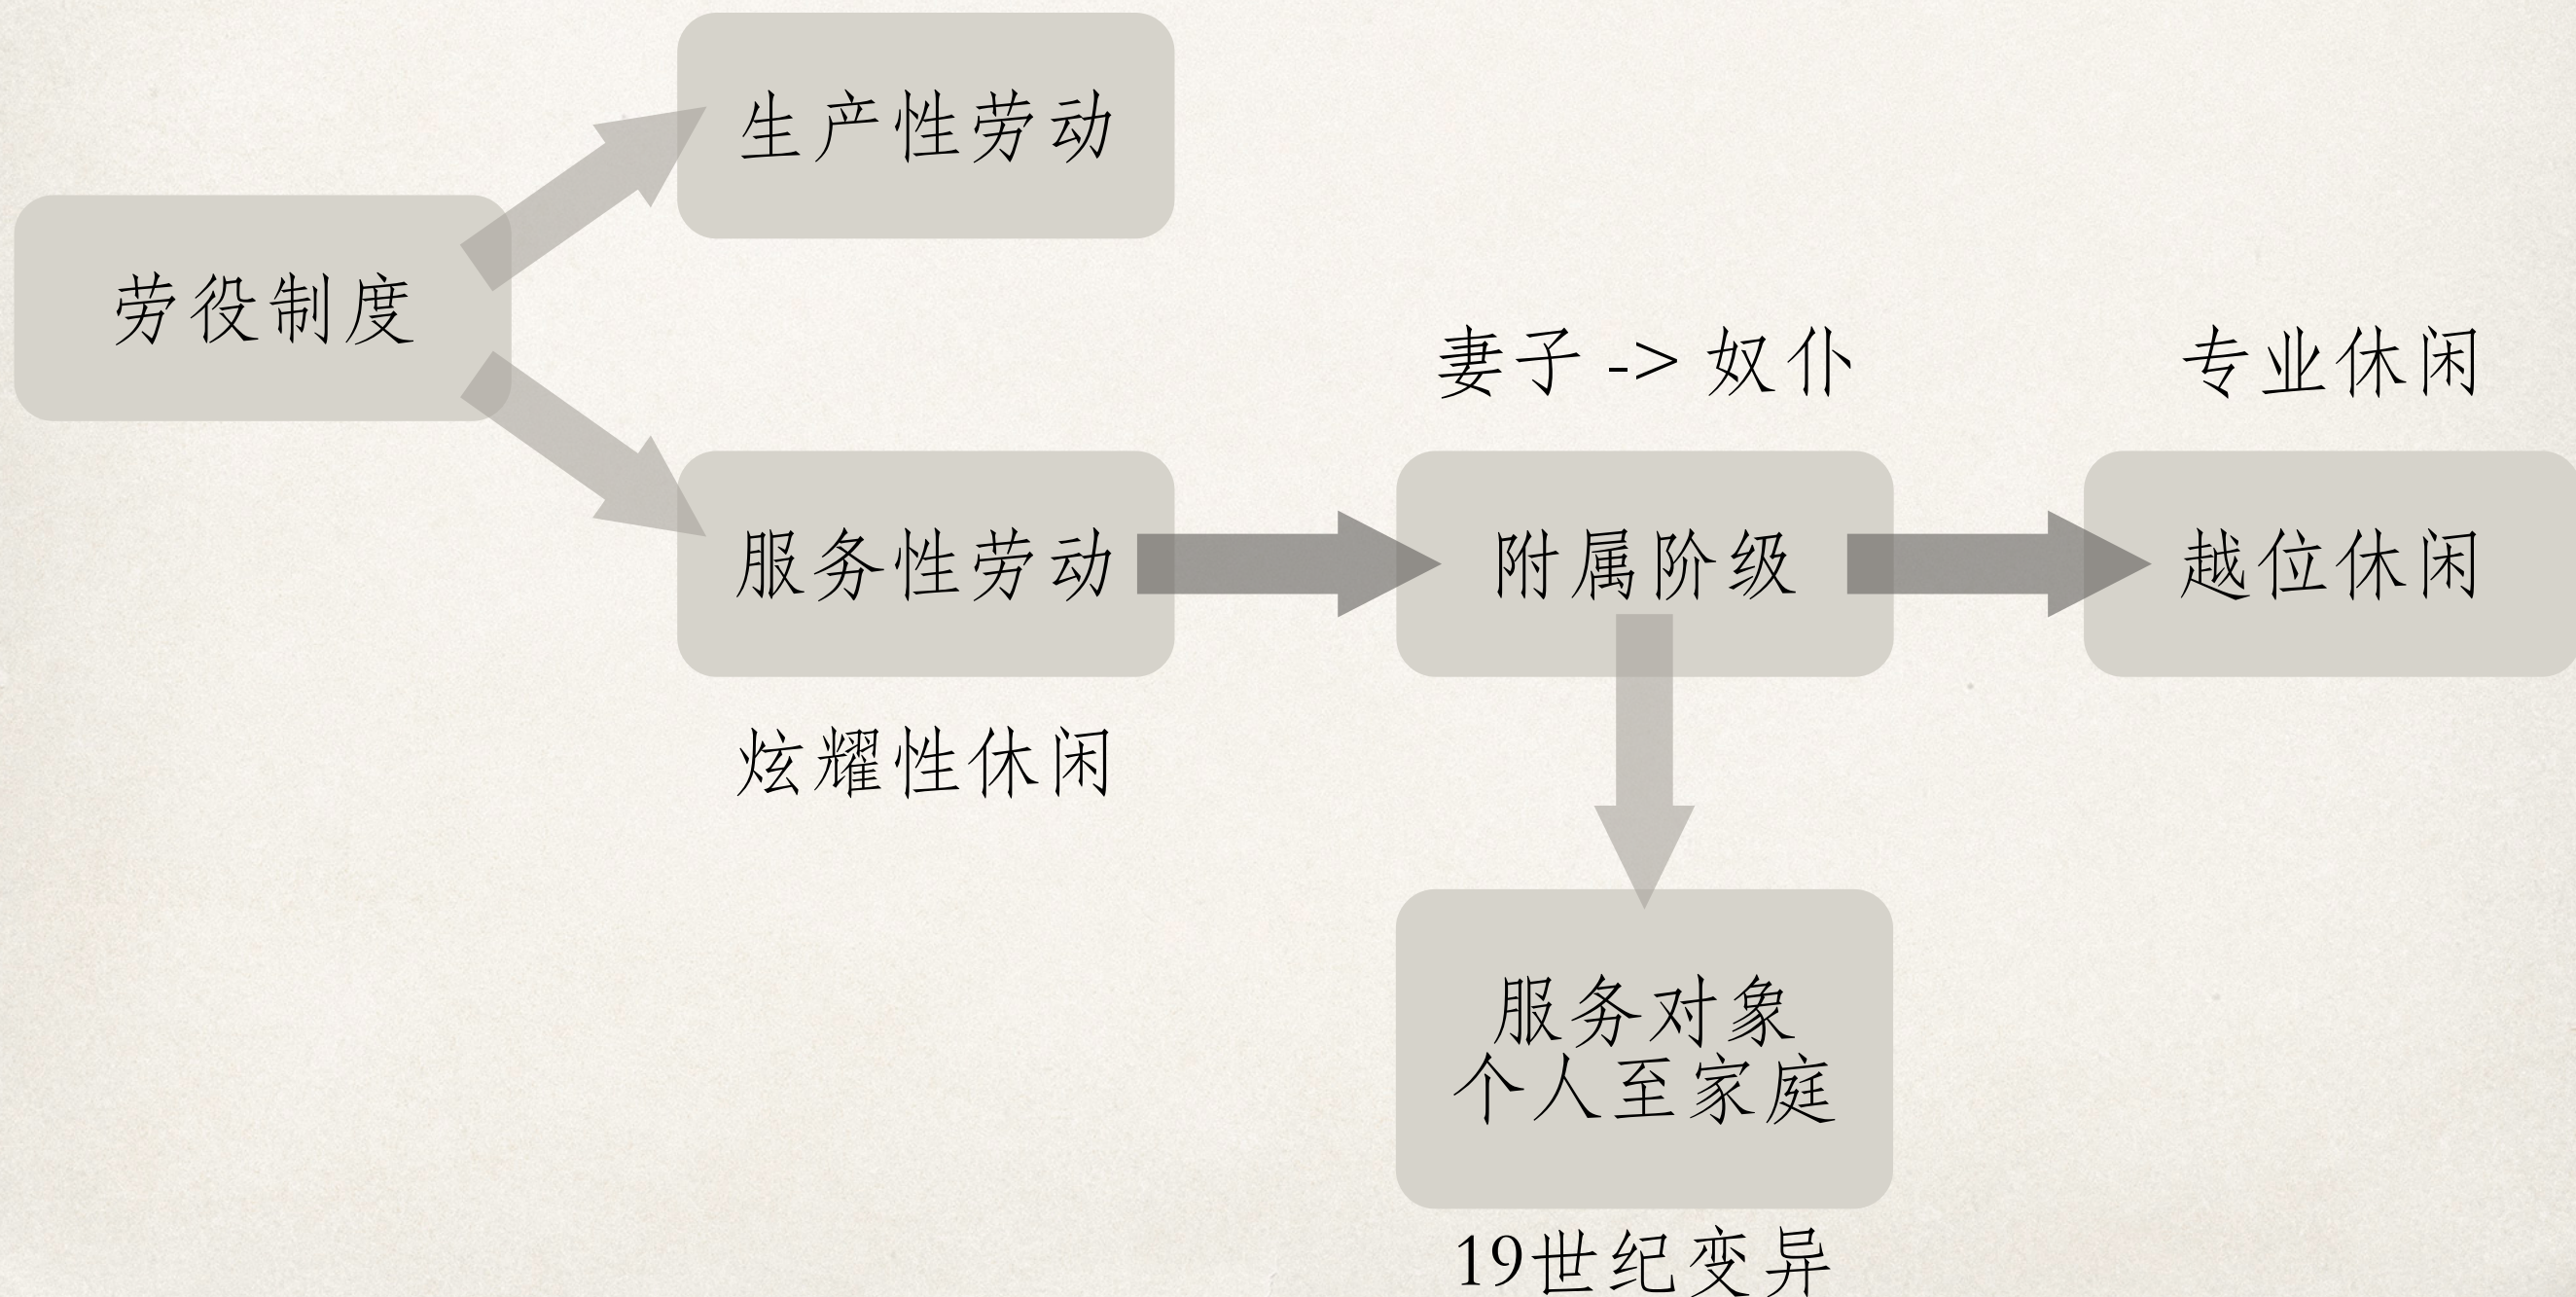 生产性劳动
劳役制度
妻子 -> 奴仆
专业休闲
服务性劳动
附属阶级
越位休闲
炫耀性休闲
服务对象
个人至家庭
19世纪变异